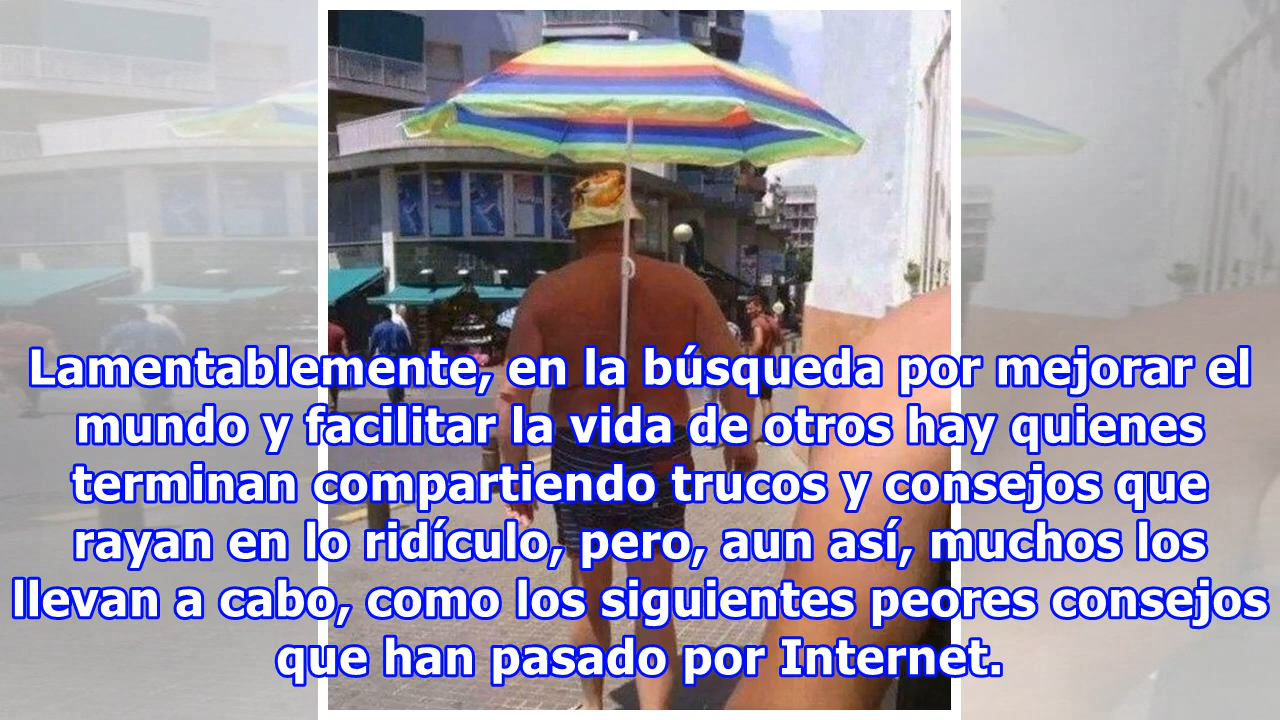 Lamentablemente, en la búsqueda por mejorar el
mundo y facilitar la vida de otros hay quienes
terminan compartiendo trucos y consejos que
rayan en lo ridículo, pero, aun así, muchos los
llevan a cabo, como los siguientes peores consejos
que han pasado por Internet.